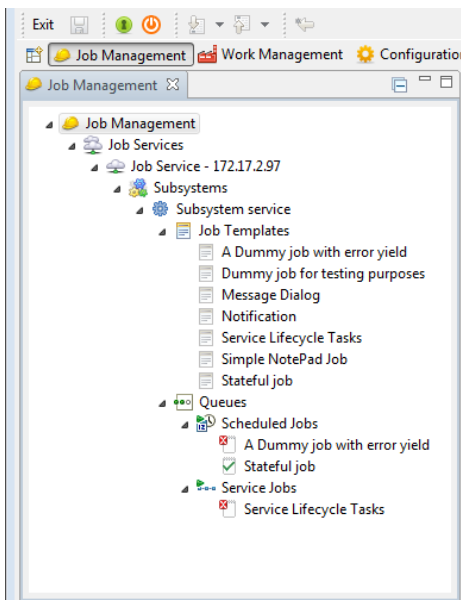 Exit
Job Management Work Management Configuratio
Job Management
Job Management
Job Services
Job Service - 172.17.2.97
Subsystems
Subsystem service
Job Templates
A Dummy job with error yield
Dummy job for testing purposes
Message Dialog
Notification
Service Lifecycle Tasks
Simple NotePad Job
Stateful job
Queues
Scheduled Jobs
A Dummy job with error yield
Stateful job
Service Jobs
Service Lifecycle Tasks